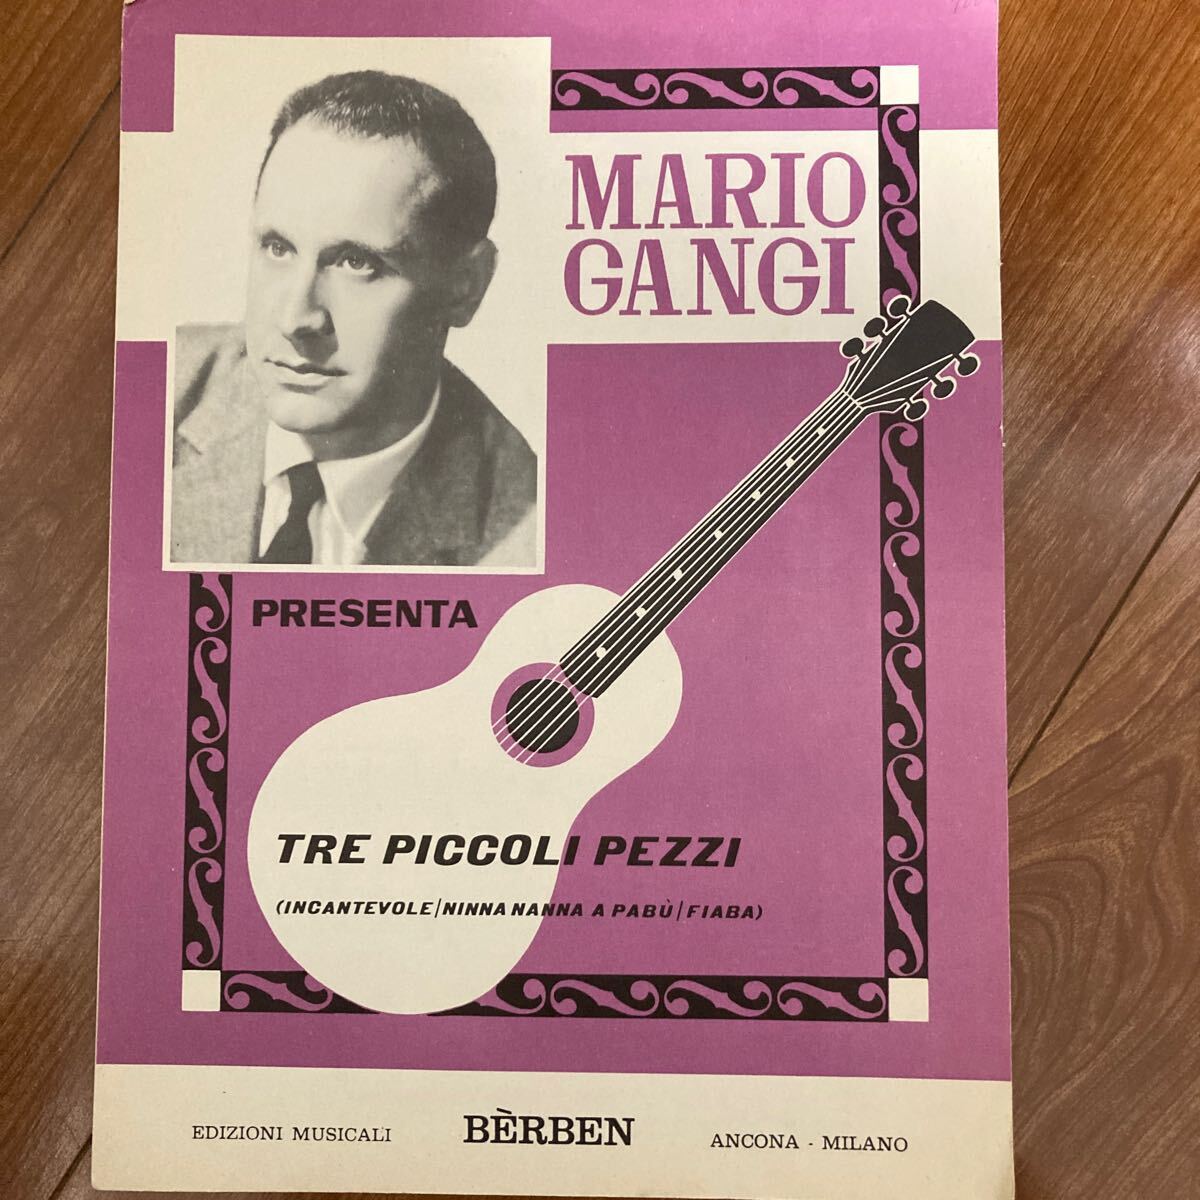 MARIO
GANGI
PRESENTA
TRE PICCOLI PEZZI
(INCANTEVOLE/NINNA NANNA A PABÙ/FIABA)
EDIZIONI MUSICALI BÈRBEN ANCONA - MILANO